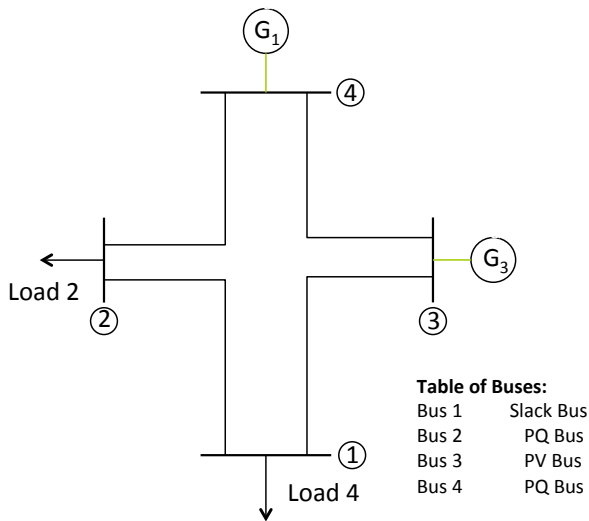 G1
④
Load 2
②
G3
③
①
Load 4
Table of Buses:
Bus 1 Slack Bus
Bus 2 PQ Bus
Bus 3 PV Bus
Bus 4 PQ Bus